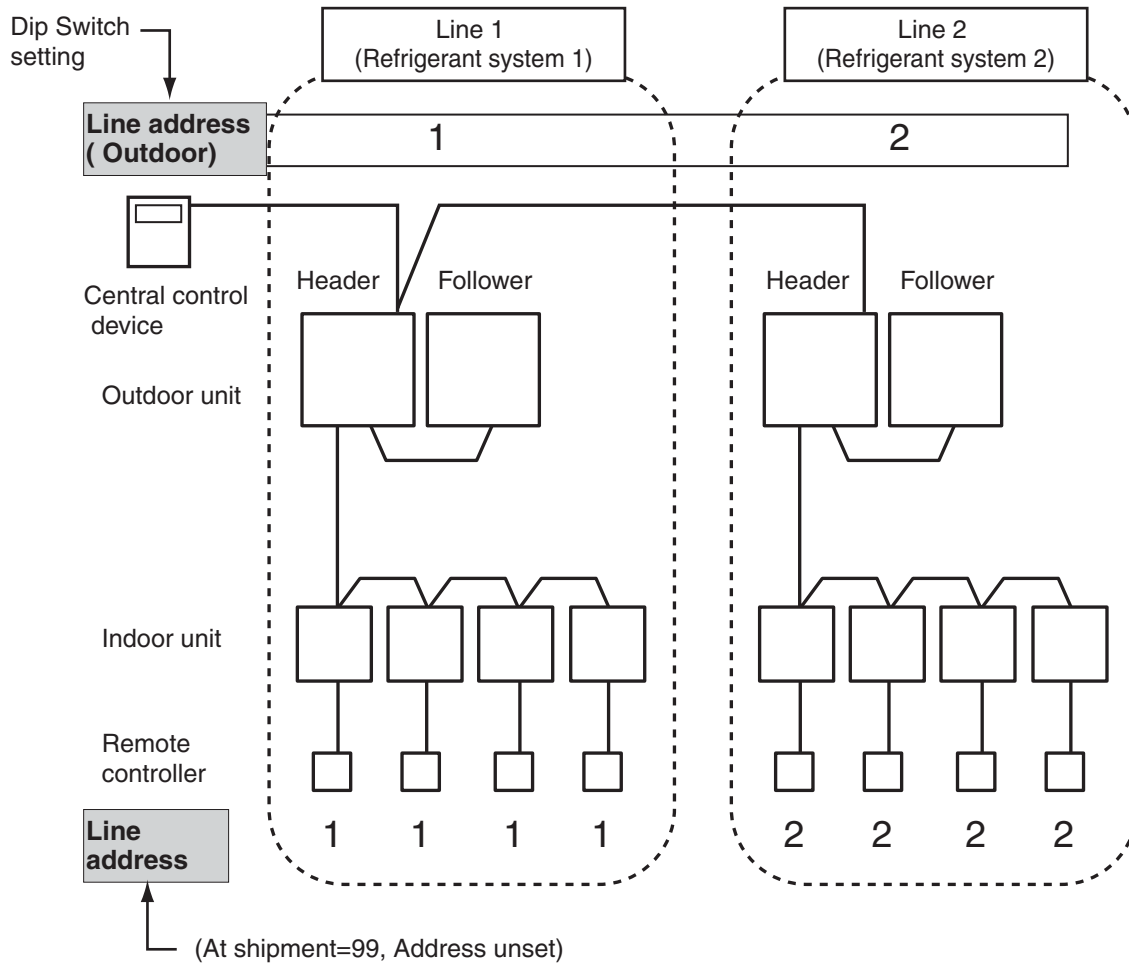 Dip Switch
setting
Line 1
(Refrigerant system 1)
Line 2
(Refrigerant system 2)
Line address
( Outdoor)
1
2
Central control
device
Header
Follower
Header
Follower
Outdoor unit
Indoor unit
Remote
controller
Line
address
1 1 1 1
2 2 2 2
(At shipment=99, Address unset)